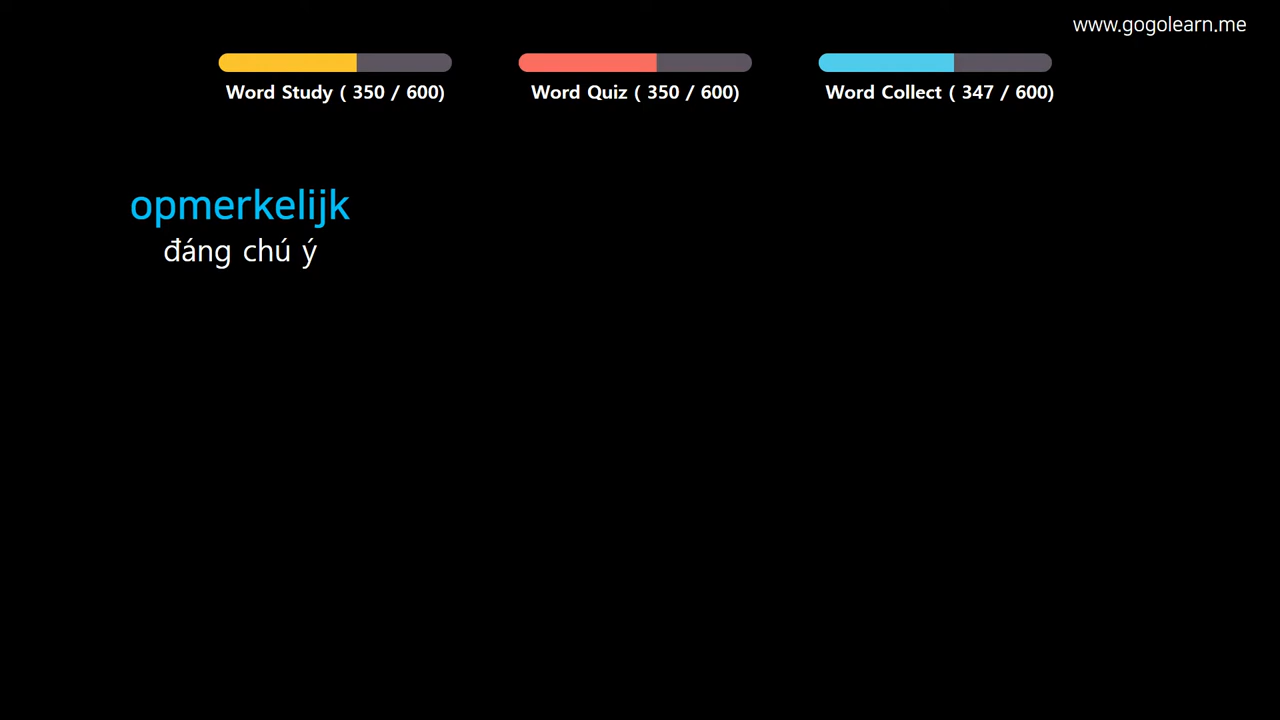 www.gogolearn.me
Word Study ( 350 / 600)
Word Quiz ( 350 / 600)
Word Collect ( 347 / 600)
opmerkelijk
đáng chú ý